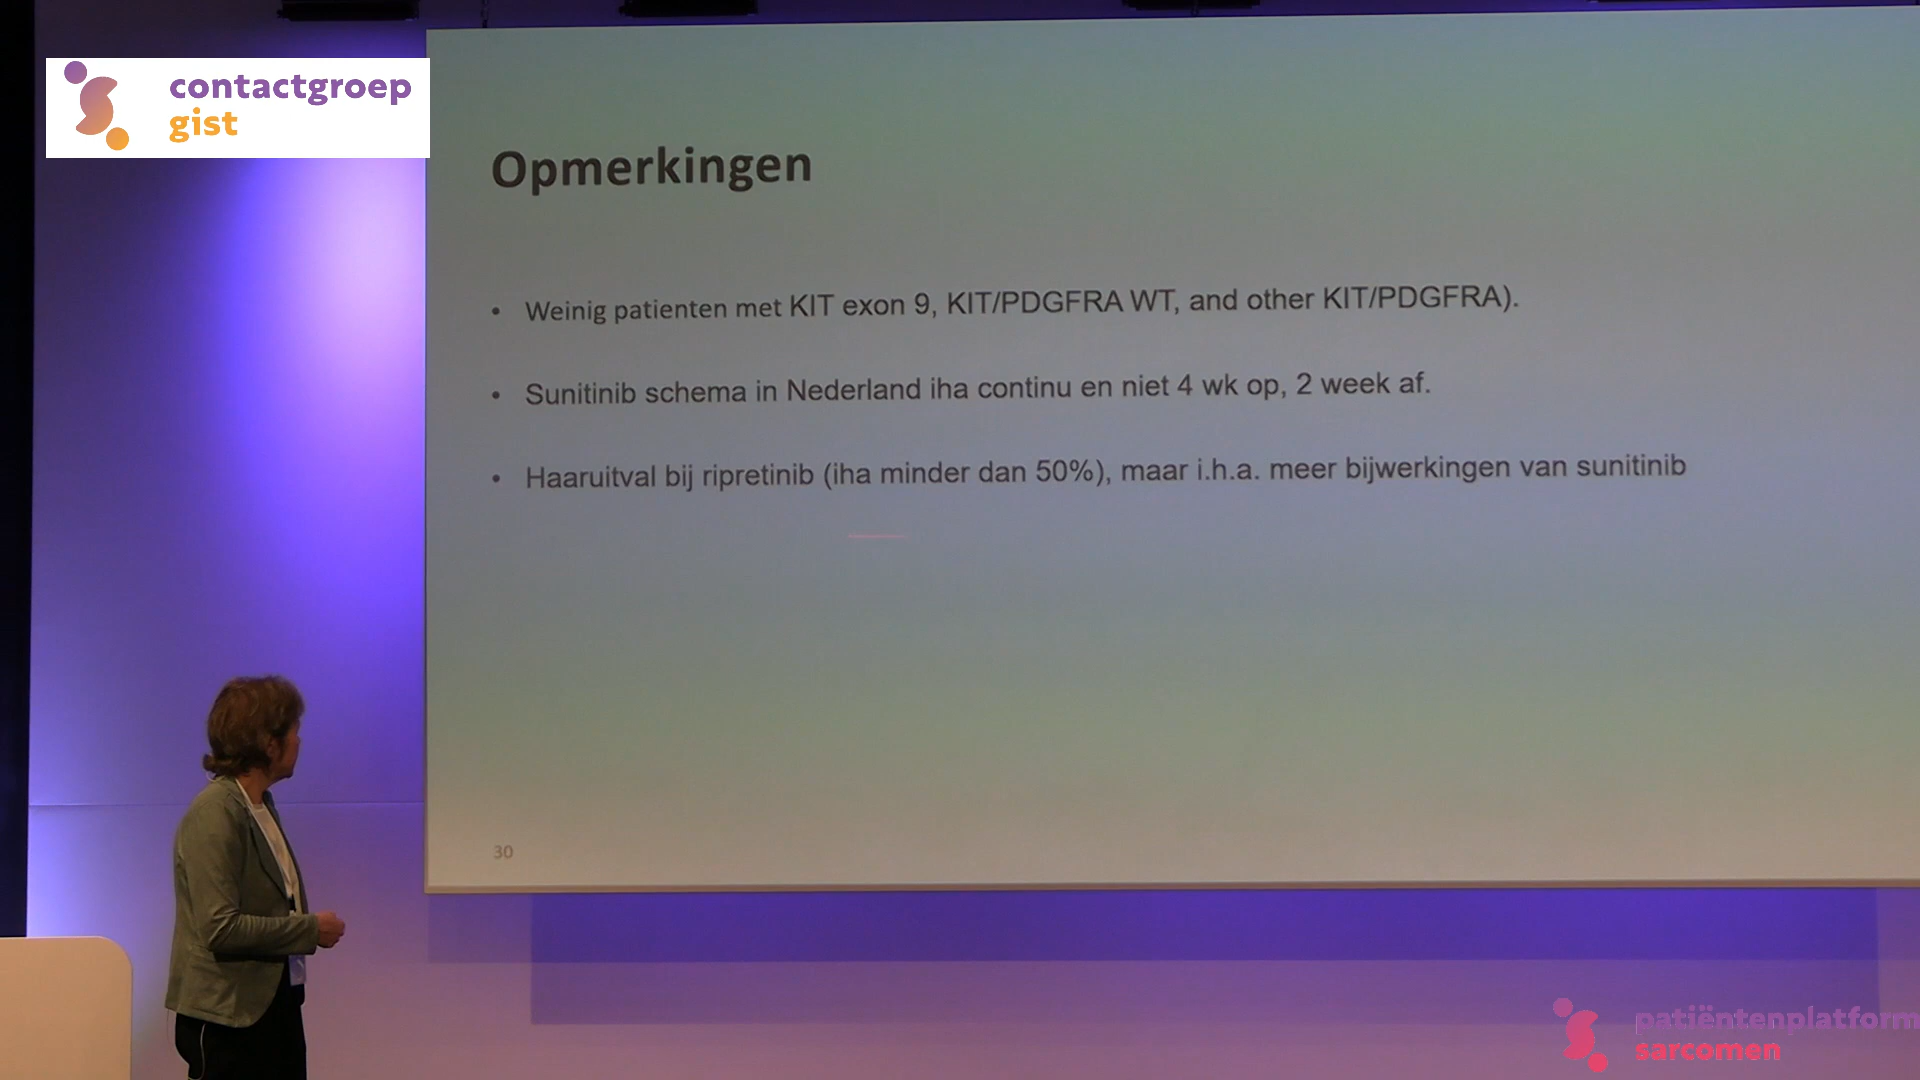 contactgroep
gist
Opmerkingen
• Weinig patienten met KIT exon 9, KIT/PDGFRA WT, and other KIT/PDGFRA).
• Sunitinib schema in Nederland iha continu en niet 4 wk op, 2 week af.
• Haaruitval bij ripretinib (iha minder dan 50%), maar i.h.a. meer bijwerkingen van sunitinib
30
patiëntenplatform
sarcomen